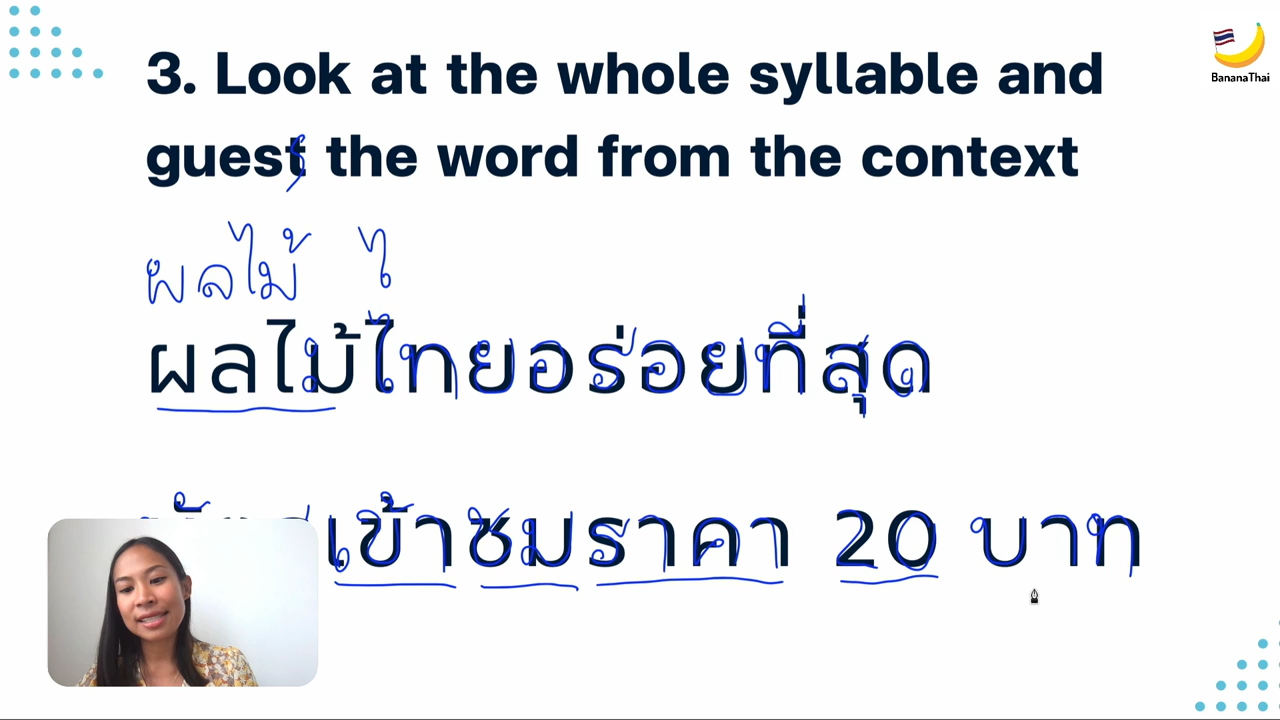 BananaThai
3. Look at the whole syllable and
guest the word from the context
ผลไม้ ไ
ผลไม้ไทยอร่อยที่สุด
เข้าชมราคา 20 บาท